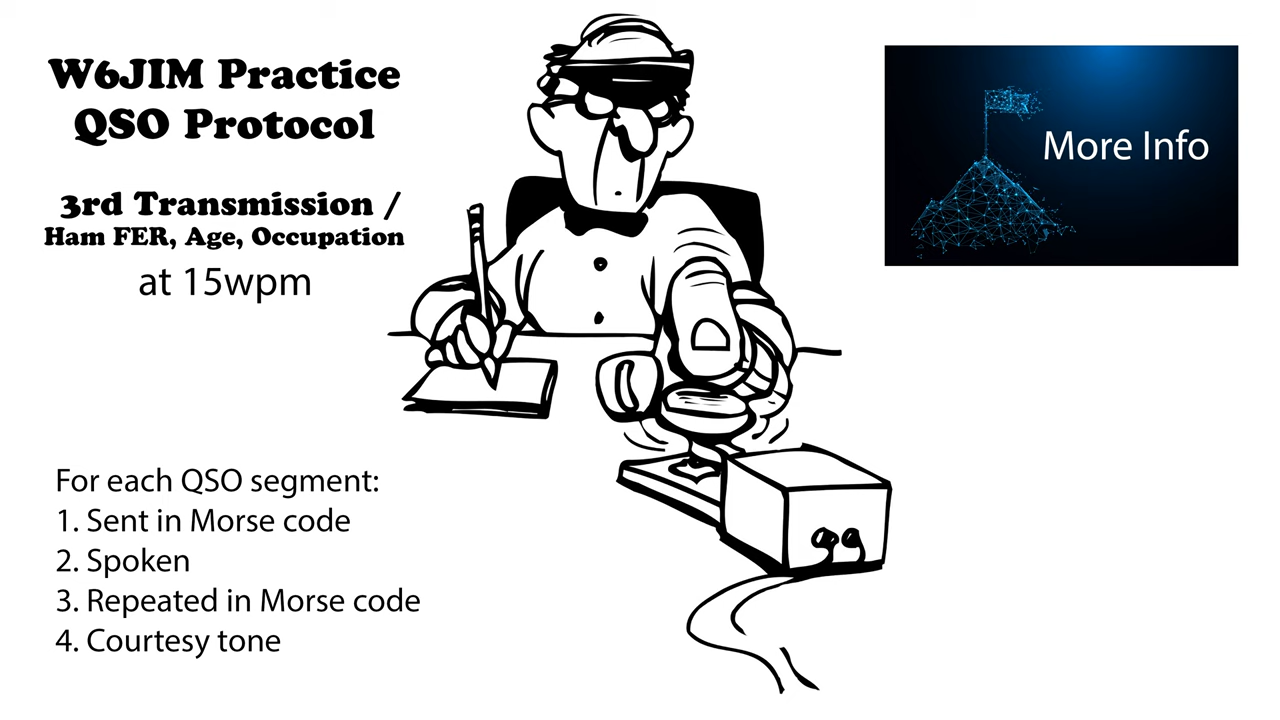 W6JIM Practice
QSO Protocol
3rd Transmission /
Ham FER, Age, Occupation
at 15wpm
More Info
For each QSO segment:
1. Sent in Morse code
2. Spoken
3. Repeated in Morse code
4. Courtesy tone